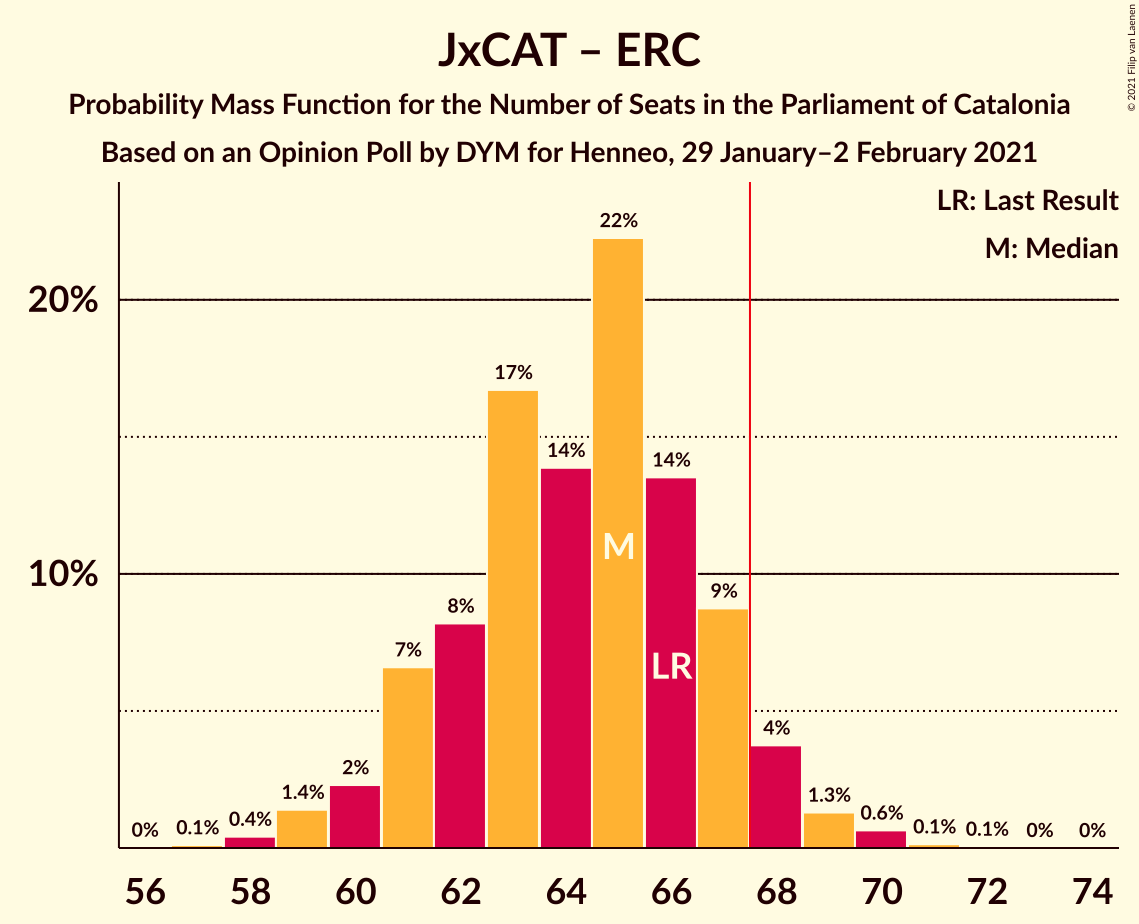 JxCAT – ERC
Probability Mass Function for the Number of Seats in the Parliament of Catalonia
Based on an Opinion Poll by DYM for Henneo, 29 January–2 February 2021
© 2021 Filip van Laenen
LR: Last Result
M: Median
20%
10%
0%
0.1%
0.4%
1.4%
2%
7%
8%
17%
14%
22%
14%
9%
4%
1.3%
0.6%
0.1%
0.1%
0%
0%
M
LR
56 58 60 62 64 66 68 70 72 74